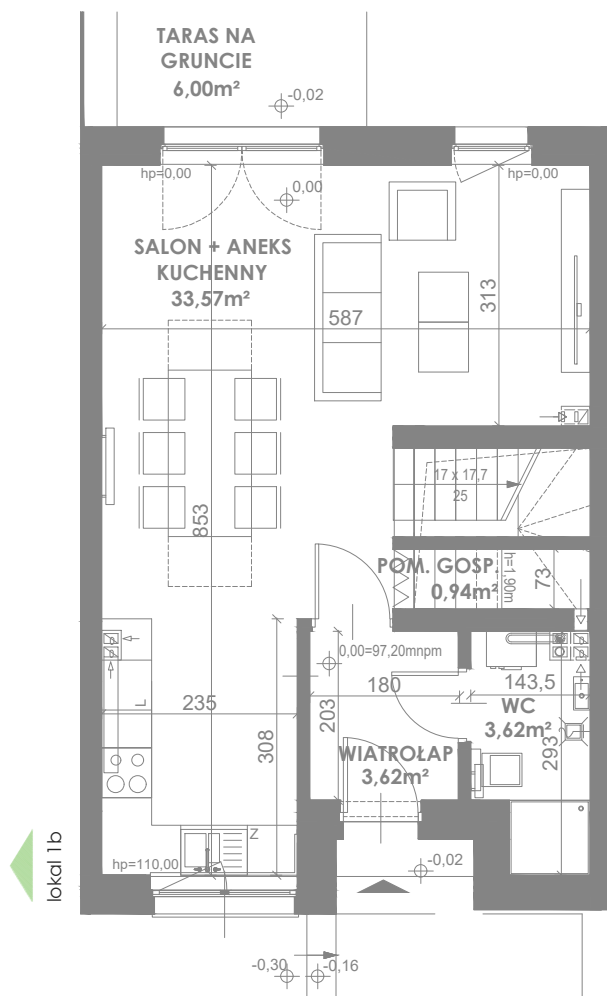 TARAS NA
GRUNCIE
6,00m²
-0,02
hp=0,00
0,00
hp=0,00
SALON + ANEKS
KUCHENNY
33,57m²
313
587
17 x 17,7
25
853
POM. GOSP.
0,94m²
h=1,90m
73
0,00=97,20mnpm
180
143,5
L
235
203
WC
3,62m²
308
293
WIATROŁAP
3,62m²
Z
hp=110,00
-0,02
lokal 1b
-0,30
-0,16